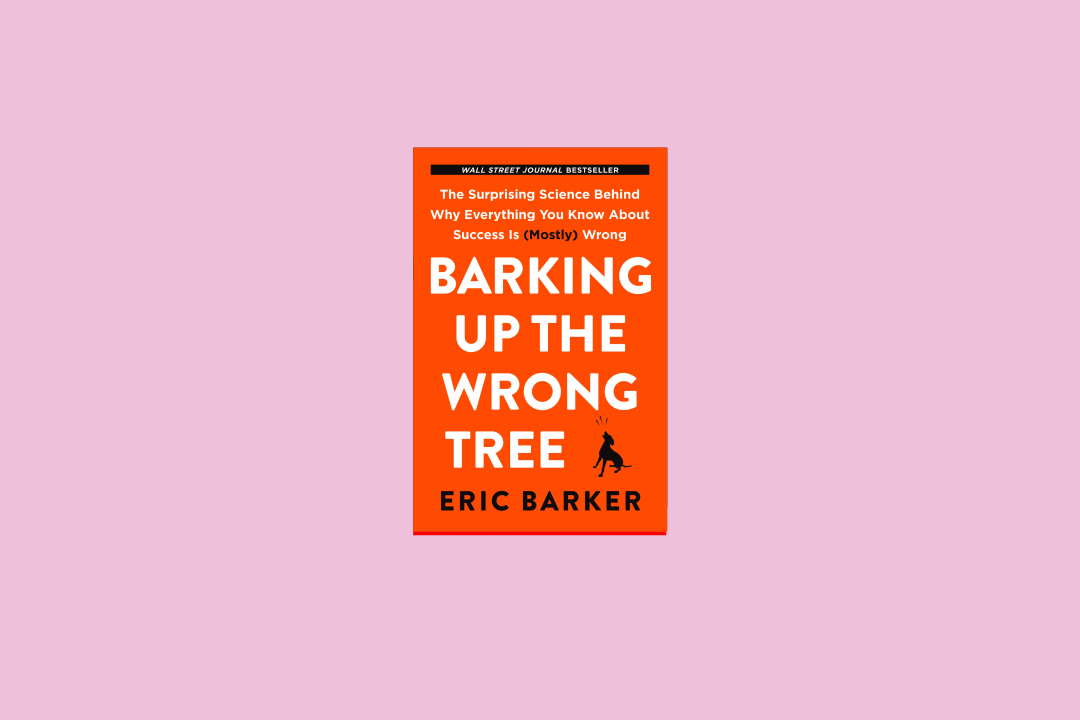 WALL STREET JOURNAL BESTSELLER
The Surprising Science Behind
Why Everything You Know About
Success Is (Mostly) Wrong
BARKING
UP THE
WRONG
TREE
ERIC BARKER